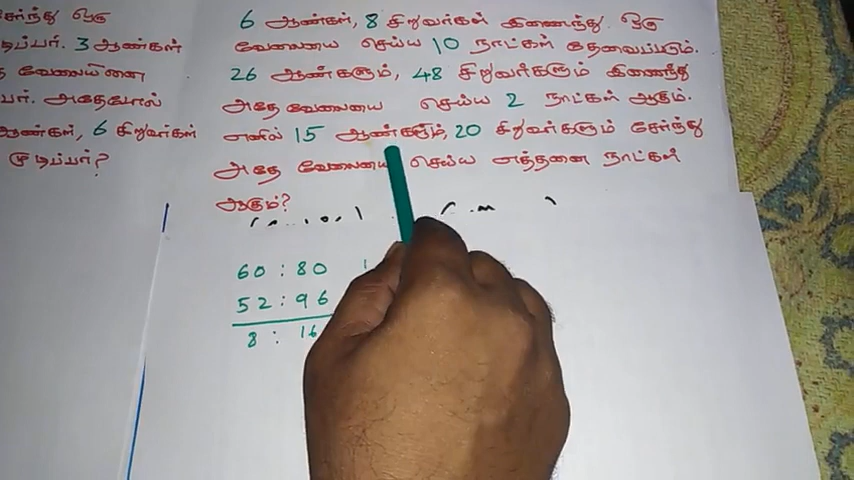 சேர்ந்து ஒரு
3 ஆண்கள்
வேலையினை
அதேபோல்
ஆண்கள், 6 சிறுவர்கள்
முடிப்பர்?
6 ஆண்கள், 8 சிறுவர்கள் இணைந்து ஒரு
வேலையை செய்ய 10 நாட்கள் தேவைப்படும்.
26 ஆண்களும், 48 சிறுவர்களும் இணைந்து
அதே வேலையை செய்ய 2 நாட்கள் ஆகும்.
எனில் 15 ஆண்களும், 20 சிறுவர்களும் சேர்ந்து
அதே வேலையை செய்ய எத்தனை நாட்கள்
ஆகும்?
60 : 80
52 : 96
8 : 16